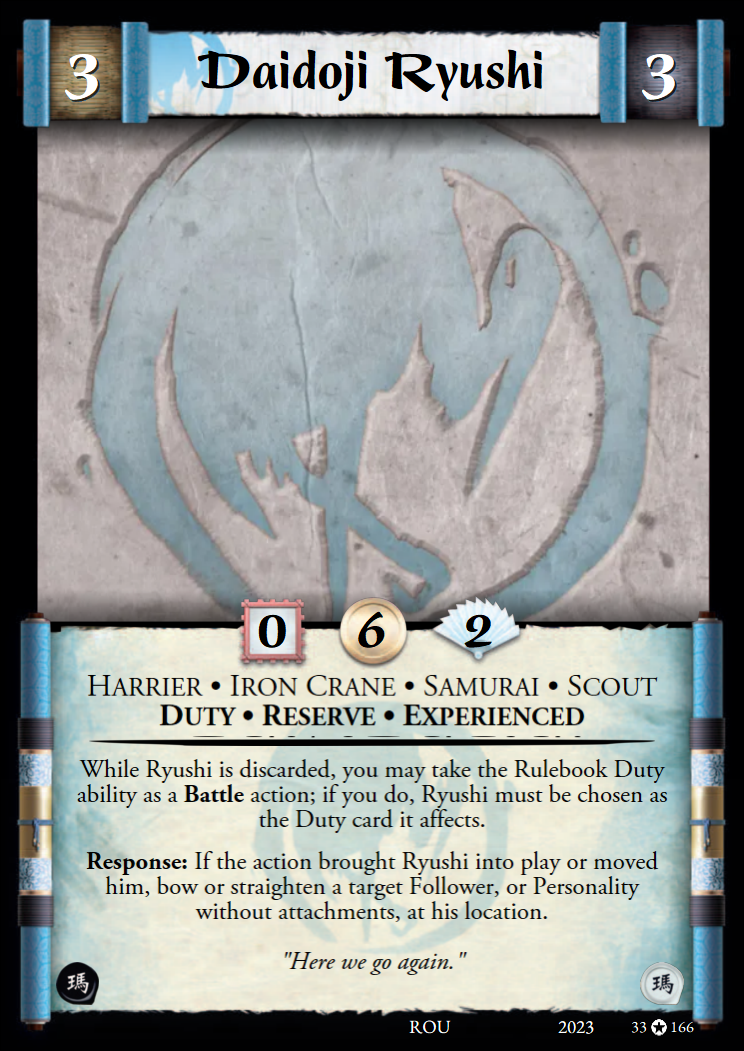 3 Daidoji Ryushi 3
0 6 2
HARRIER • IRON CRANE • SAMURAI • SCOUT
DUTY • RESERVE • EXPERIENCED
While Ryushi is discarded, you may take the Rulebook Duty
ability as a Battle action; if you do, Ryushi must be chosen as
the Duty card it affects.
Response: If the action brought Ryushi into play or moved
him, bow or straighten a target Follower, or Personality
without attachments, at his location.
"Here we go again."
瑪 瑪
ROU 2023 33 ✪ 166